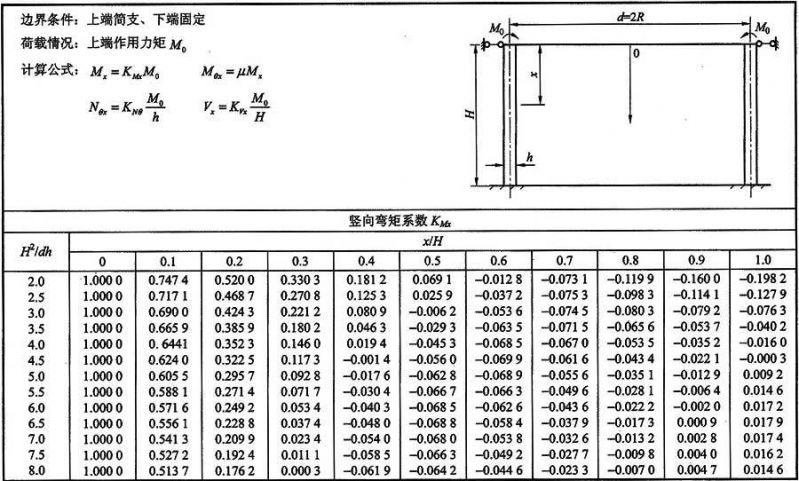 边界条件：上端简支、下端固定
荷载情况：上端作用力矩 M₀
计算公式：Mₓ = K_Mx M₀    M_θx = μMₓ
N_θx = K_Nθ M₀/h    Vₓ = K_Vx M₀/H
d=2R
M₀ M₀
0
x
H
h
竖向弯矩系数 K_Mx
H²/dh x/H
0 0.1 0.2 0.3 0.4 0.5 0.6 0.7 0.8 0.9 1.0
2.0 1.000 0 0.747 4 0.520 0 0.330 3 0.181 2 0.069 1 −0.012 8 −0.073 1 −0.119 9 −0.160 0 −0.198 2
2.5 1.000 0 0.717 1 0.468 7 0.270 8 0.125 3 0.025 9 −0.037 2 −0.075 3 −0.098 3 −0.114 1 −0.127 9
3.0 1.000 0 0.690 0 0.424 3 0.221 2 0.080 9 −0.006 2 −0.053 6 −0.074 5 −0.080 3 −0.079 2 −0.076 3
3.5 1.000 0 0.665 9 0.385 9 0.180 2 0.046 3 −0.029 3 −0.063 5 −0.071 5 −0.065 6 −0.053 7 −0.040 2
4.0 1.000 0 0. 6441 0.352 3 0.146 0 0.019 4 −0.045 3 −0.068 5 −0.067 0 −0.053 5 −0.035 2 −0.016 0
4.5 1.000 0 0.624 0 0.322 5 0.117 3 −0.001 4 −0.056 0 −0.069 9 −0.061 6 −0.043 4 −0.022 1 −0.000 3
5.0 1.000 0 0.605 5 0.295 7 0.092 8 −0.017 6 −0.062 8 −0.068 9 −0.055 6 −0.035 1 −0.012 9 0.009 2
5.5 1.000 0 0.588 1 0.271 4 0.071 7 −0.030 4 −0.066 7 −0.066 3 −0.049 6 −0.028 1 −0.006 4 0.014 6
6.0 1.000 0 0.571 6 0.249 2 0.053 4 −0.040 3 −0.068 5 −0.062 6 −0.043 6 −0.022 2 −0.002 0 0.017 2
6.5 1.000 0 0.556 1 0.228 8 0.037 4 −0.048 0 −0.068 8 −0.058 4 −0.037 9 −0.017 3 0.000 9 0.017 9
7.0 1.000 0 0.541 3 0.209 9 0.023 4 −0.054 0 −0.068 0 −0.053 8 −0.032 6 −0.013 2 0.002 8 0.017 4
7.5 1.000 0 0.527 2 0.192 4 0.011 1 −0.058 5 −0.066 3 −0.049 2 −0.027 7 −0.009 8 0.004 0 0.016 2
8.0 1.000 0 0.513 7 0.176 2 0.000 3 −0.061 9 −0.064 2 −0.044 6 −0.023 3 −0.007 0 0.004 7 0.014 6